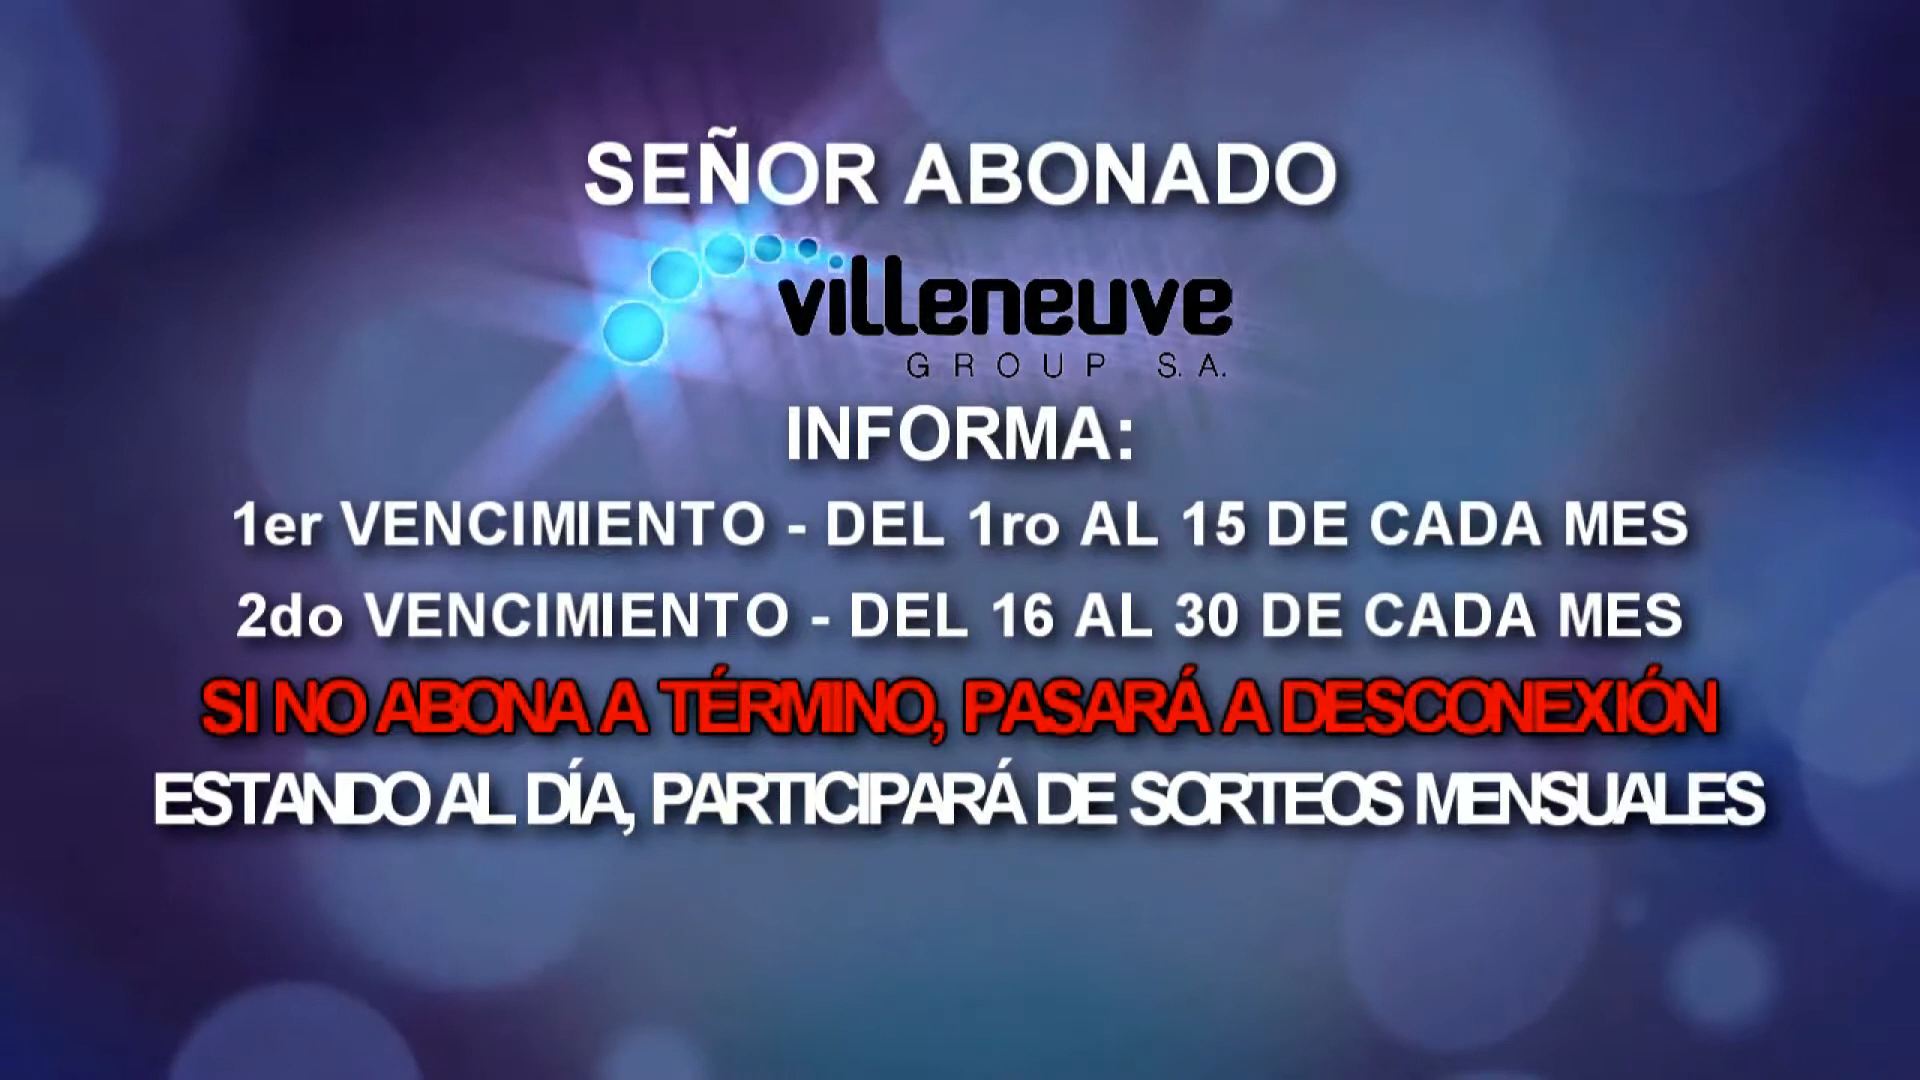 SEÑOR ABONADO
villeneuve
GROUP S.A.
INFORMA:
1er VENCIMIENTO - DEL 1ro AL 15 DE CADA MES
2do VENCIMIENTO - DEL 16 AL 30 DE CADA MES
SI NO ABONA A TÉRMINO, PASARÁ A DESCONEXIÓN
ESTANDO AL DÍA, PARTICIPARÁ DE SORTEOS MENSUALES